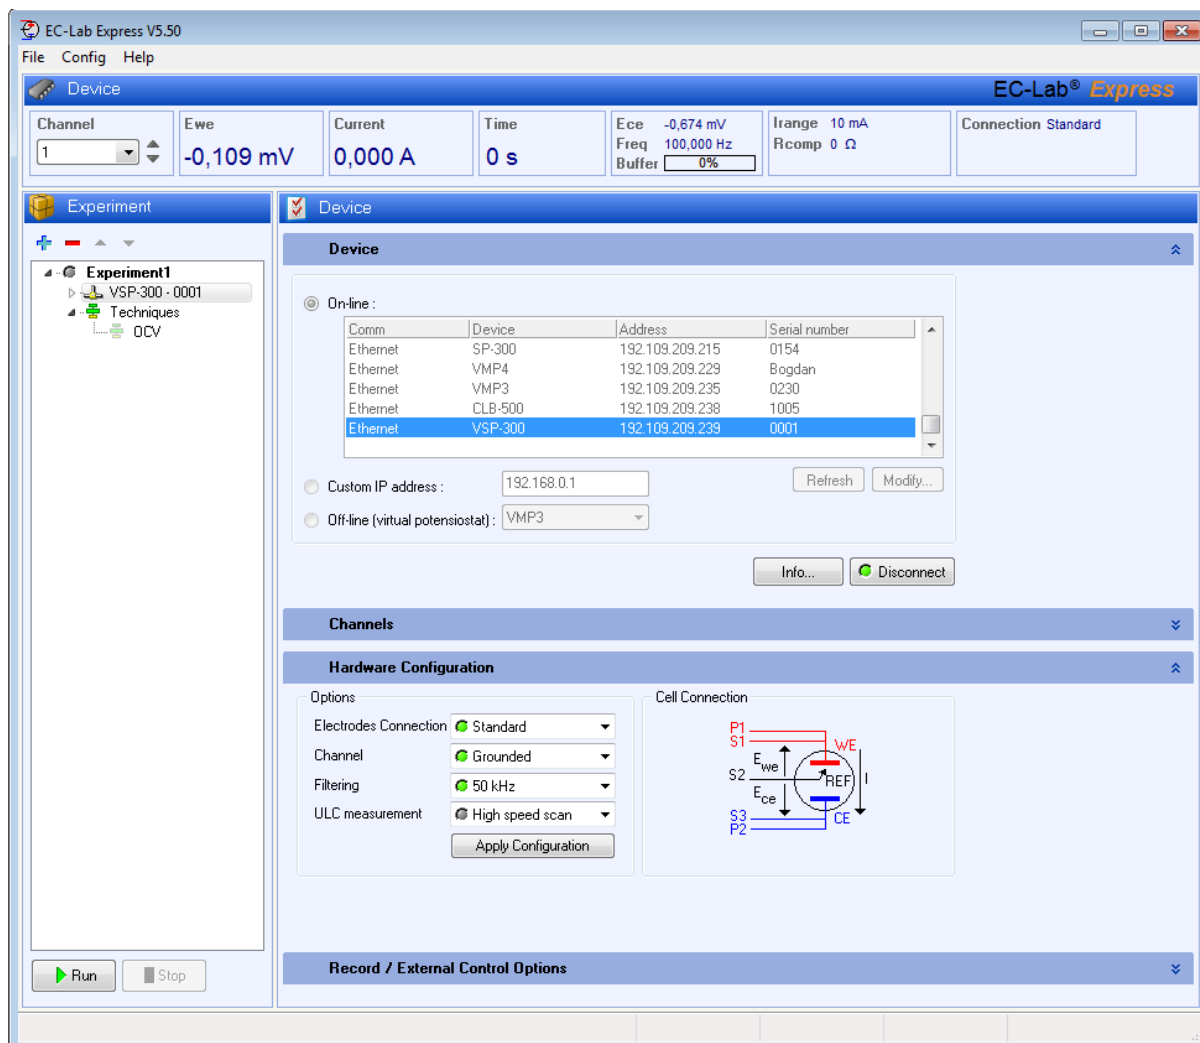 EC-Lab Express V5.50
File Config Help
Device EC-Lab® Express
Channel Ewe Current Time Ece -0,674 mV Irange 10 mA Connection Standard
1 -0,109 mV 0,000 A 0 s Freq 100,000 Hz Rcomp 0 Ω
Buffer 0%
Experiment
Experiment1
VSP-300 - 0001
Techniques
OCV
Run Stop
Device
Device
On-line :
Comm Device Address Serial number
Ethernet SP-300 192.109.209.215 0154
Ethernet VMP4 192.109.209.229 Bogdan
Ethernet VMP3 192.109.209.235 0230
Ethernet CLB-500 192.109.209.238 1005
Ethernet VSP-300 192.109.209.239 0001
Custom IP address : 192.168.0.1 Refresh Modify...
Off-line (virtual potensiostat) : VMP3
Info... Disconnect
Channels
Hardware Configuration
Options
Electrodes Connection Standard
Channel Grounded
Filtering 50 kHz
ULC measurement High speed scan
Apply Configuration
Cell Connection
P1
S1 WE
Ewe
S2 REF I
Ece
S3 CE
P2
Record / External Control Options